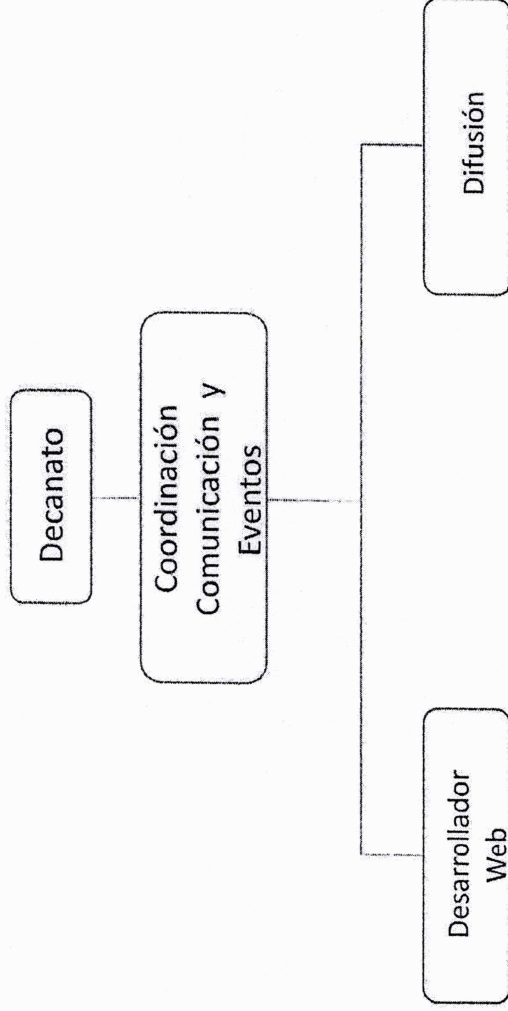 Decanato
Coordinación
Comunicación y
Eventos
Desarrollador
Web
Difusión